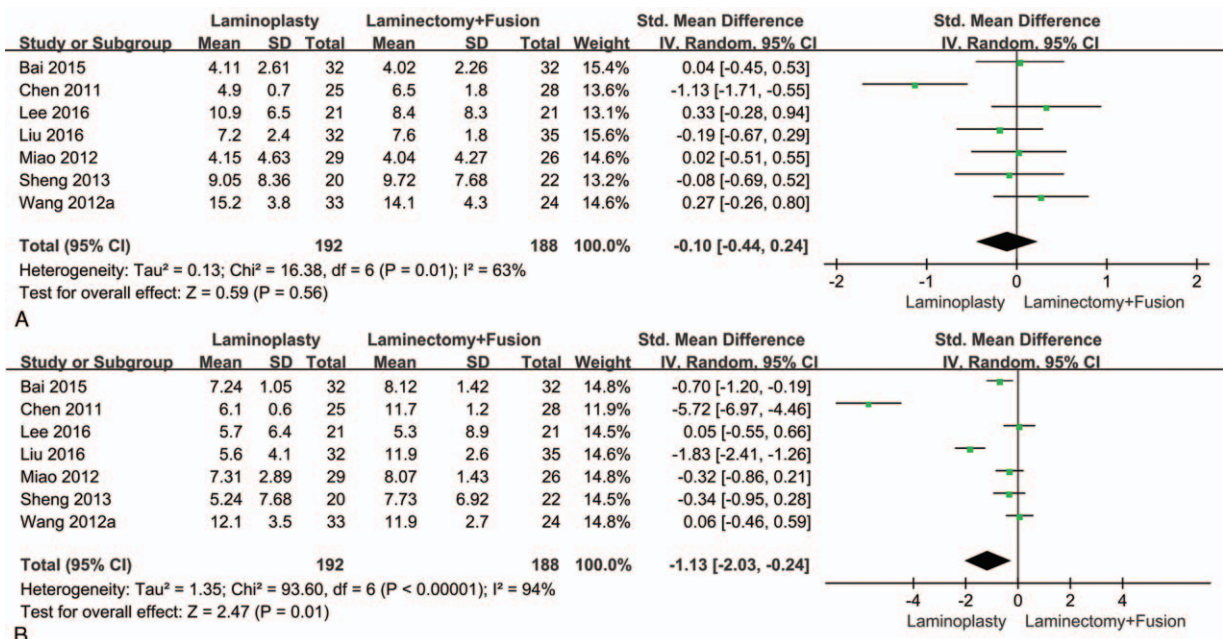 Laminoplasty Laminectomy+Fusion Std. Mean Difference Std. Mean Difference
Study or Subgroup Mean SD Total Mean SD Total Weight IV, Random, 95% CI IV, Random, 95% CI
Bai 2015 4.11 2.61 32 4.02 2.26 32 15.4% 0.04 [-0.45, 0.53]
Chen 2011 4.9 0.7 25 6.5 1.8 28 13.6% -1.13 [-1.71, -0.55]
Lee 2016 10.9 6.5 21 8.4 8.3 21 13.1% 0.33 [-0.28, 0.94]
Liu 2016 7.2 2.4 32 7.6 1.8 35 15.6% -0.19 [-0.67, 0.29]
Miao 2012 4.15 4.63 29 4.04 4.27 26 14.6% 0.02 [-0.51, 0.55]
Sheng 2013 9.05 8.36 20 9.72 7.68 22 13.2% -0.08 [-0.69, 0.52]
Wang 2012a 15.2 3.8 33 14.1 4.3 24 14.6% 0.27 [-0.26, 0.80]
Total (95% CI) 192 188 100.0% -0.10 [-0.44, 0.24]
Heterogeneity: Tau² = 0.13; Chi² = 16.38, df = 6 (P = 0.01); I² = 63%
Test for overall effect: Z = 0.59 (P = 0.56)
-2 -1 0 1 2
Laminoplasty Laminectomy+Fusion
A
Laminoplasty Laminectomy+Fusion Std. Mean Difference Std. Mean Difference
Study or Subgroup Mean SD Total Mean SD Total Weight IV, Random, 95% CI IV, Random, 95% CI
Bai 2015 7.24 1.05 32 8.12 1.42 32 14.8% -0.70 [-1.20, -0.19]
Chen 2011 6.1 0.6 25 11.7 1.2 28 11.9% -5.72 [-6.97, -4.46]
Lee 2016 5.7 6.4 21 5.3 8.9 21 14.5% 0.05 [-0.55, 0.66]
Liu 2016 5.6 4.1 32 11.9 2.6 35 14.6% -1.83 [-2.41, -1.26]
Miao 2012 7.31 2.89 29 8.07 1.43 26 14.8% -0.32 [-0.86, 0.21]
Sheng 2013 5.24 7.68 20 7.73 6.92 22 14.5% -0.34 [-0.95, 0.28]
Wang 2012a 12.1 3.5 33 11.9 2.7 24 14.8% 0.06 [-0.46, 0.59]
Total (95% CI) 192 188 100.0% -1.13 [-2.03, -0.24]
Heterogeneity: Tau² = 1.35; Chi² = 93.60, df = 6 (P < 0.00001); I² = 94%
Test for overall effect: Z = 2.47 (P = 0.01)
-4 -2 0 2 4
Laminoplasty Laminectomy+Fusion
B